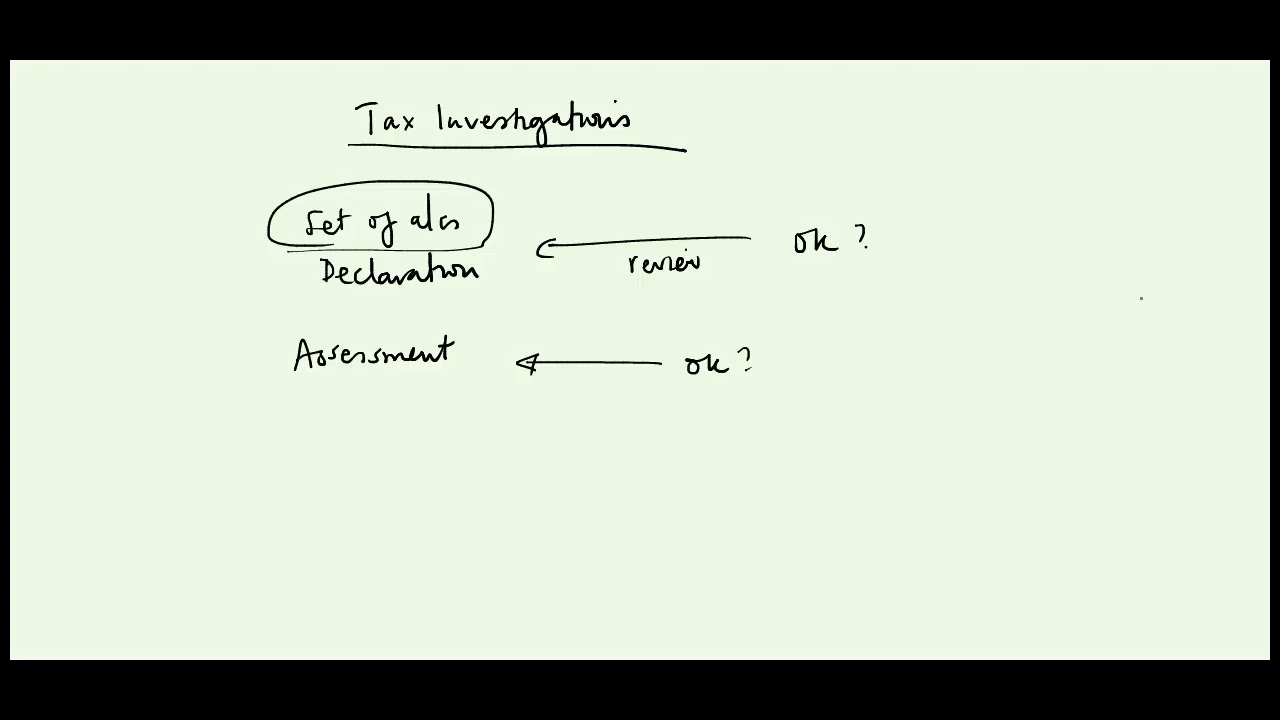 Tax Investigations
Set of a/cs
Declaration
review
ok ?
Assessment
ok ?